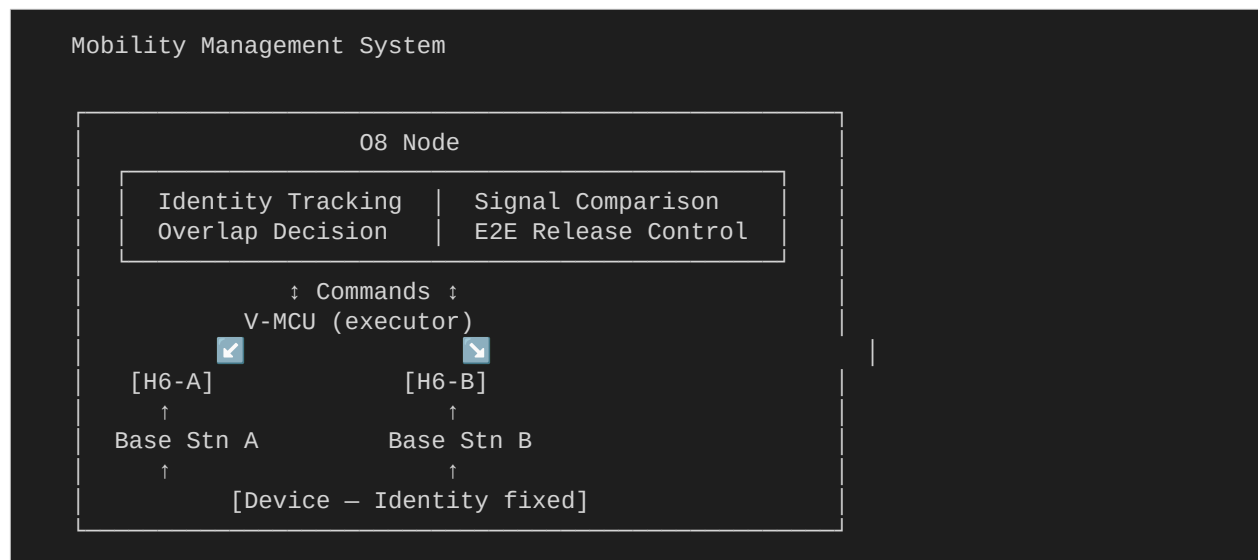 Mobility Management System
O8 Node
Identity Tracking │ Signal Comparison
Overlap Decision │ E2E Release Control
↕ Commands ↕
V-MCU (executor)
↙️ ↘️
[H6-A] [H6-B]
↑ ↑
Base Stn A Base Stn B
↑ ↑
[Device — Identity fixed]